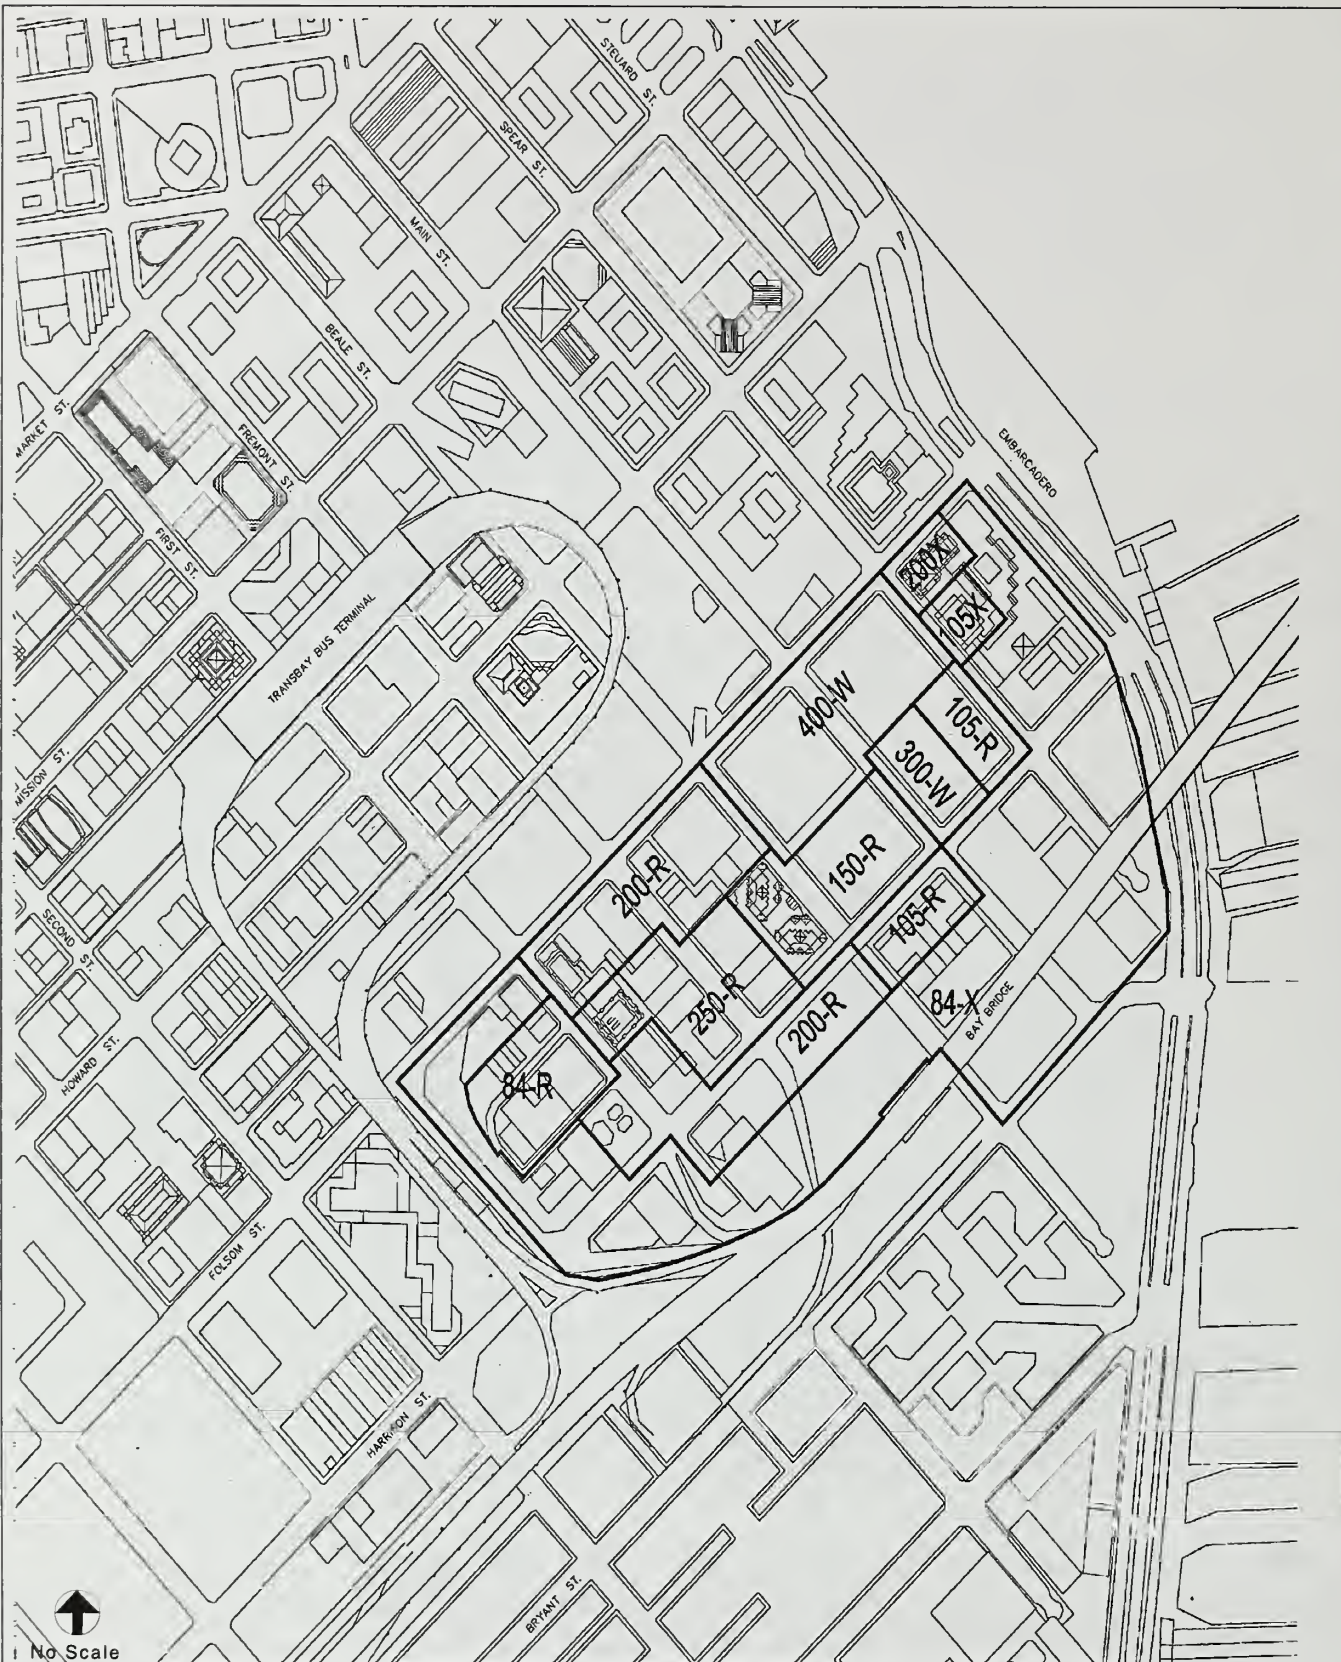 STEUARD ST.
SPEAR ST.
MAIN ST.
BEALE ST.
FREMONT ST.
MARKET ST.
FIRST ST.
EMBARCADERO
TRANSBAY BUS TERMINAL
MISSION ST.
SECOND ST.
HOWARD ST.
FOLSOM ST.
HARRISON ST.
BRYANT ST.
BAY BRIDGE
200X
105X
400-W
105-R
300-W
150-R
200-R
105-R
250-R
200-R
84-X
84-R
No Scale